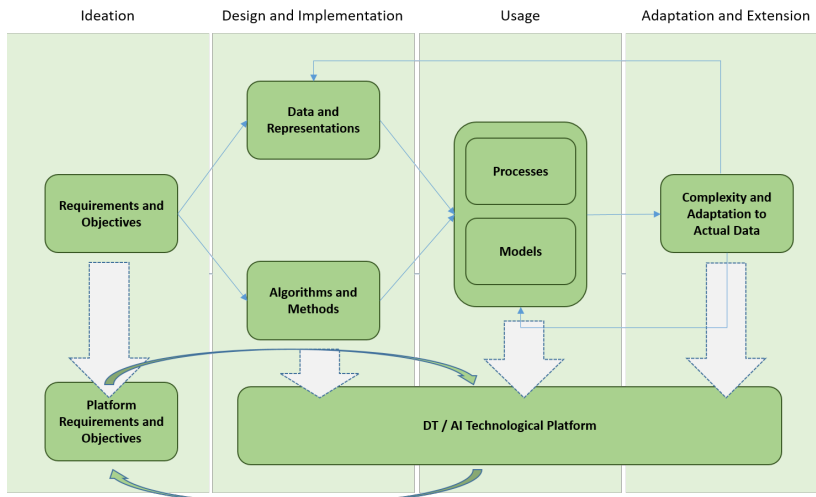 Ideation
Design and Implementation
Usage
Adaptation and Extension
Data and
Representations
Processes
Requirements and
Objectives
Complexity and
Adaptation to
Actual Data
Models
Algorithms and
Methods
Platform
Requirements and
Objectives
DT / AI Technological Platform